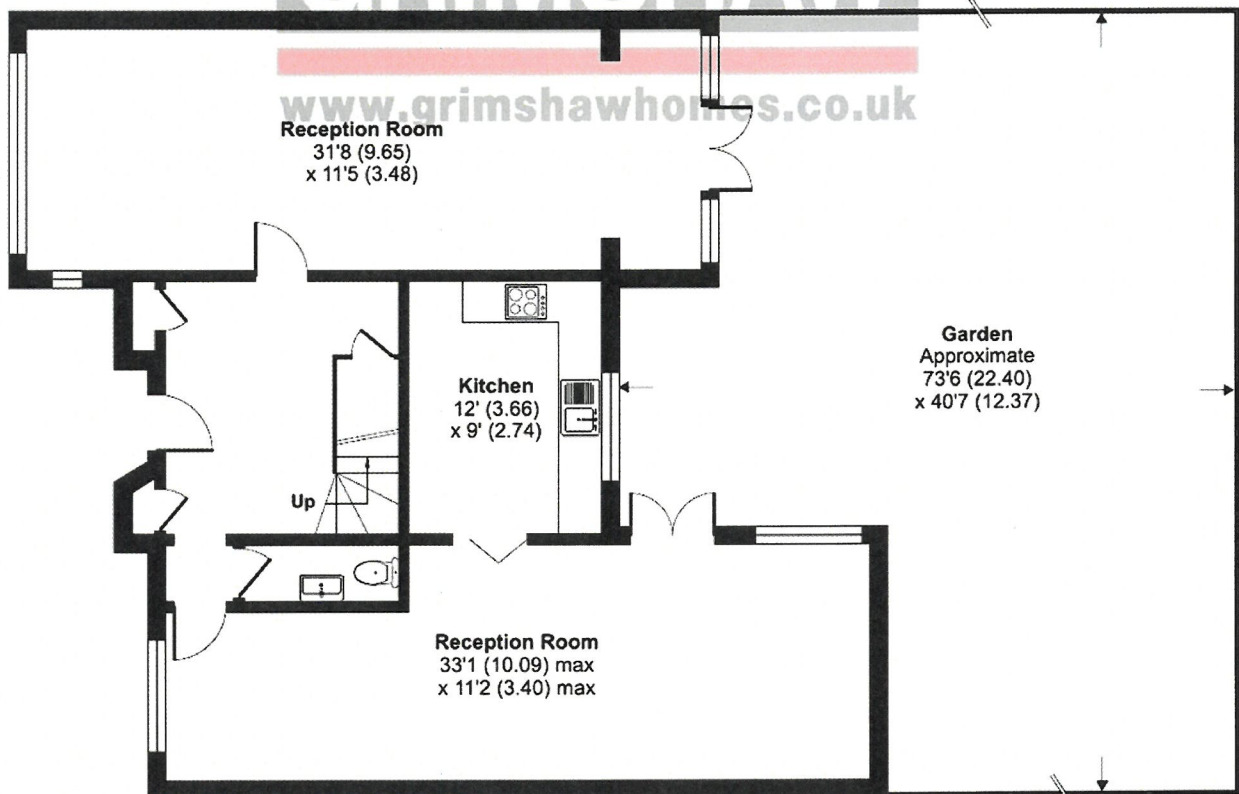 www.grimshawhomes.co.uk
Reception Room
31'8 (9.65)
x 11'5 (3.48)
Garden
Approximate
73'6 (22.40)
x 40'7 (12.37)
Kitchen
12' (3.66)
x 9' (2.74)
Up
Reception Room
33'1 (10.09) max
x 11'2 (3.40) max